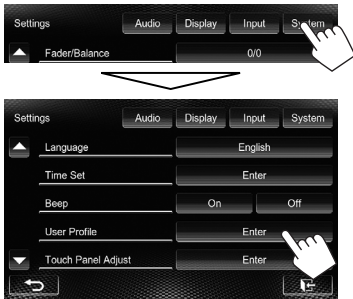 Settings Audio Display Input System
Fader/Balance 0/0
Settings Audio Display Input System
Language English
Time Set Enter
Beep On Off
User Profile Enter
Touch Panel Adjust Enter